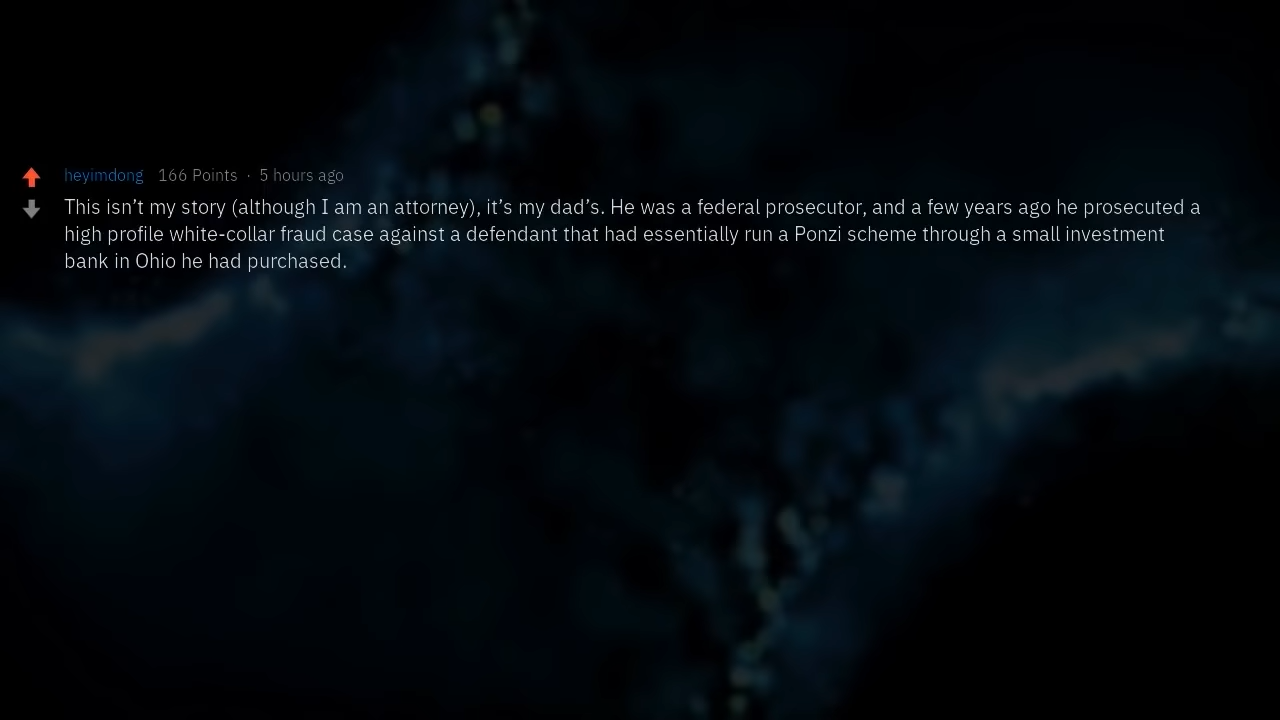 heyimdong 166 Points · 5 hours ago
This isn’t my story (although I am an attorney), it’s my dad’s. He was a federal prosecutor, and a few years ago he prosecuted a
high profile white-collar fraud case against a defendant that had essentially run a Ponzi scheme through a small investment
bank in Ohio he had purchased.